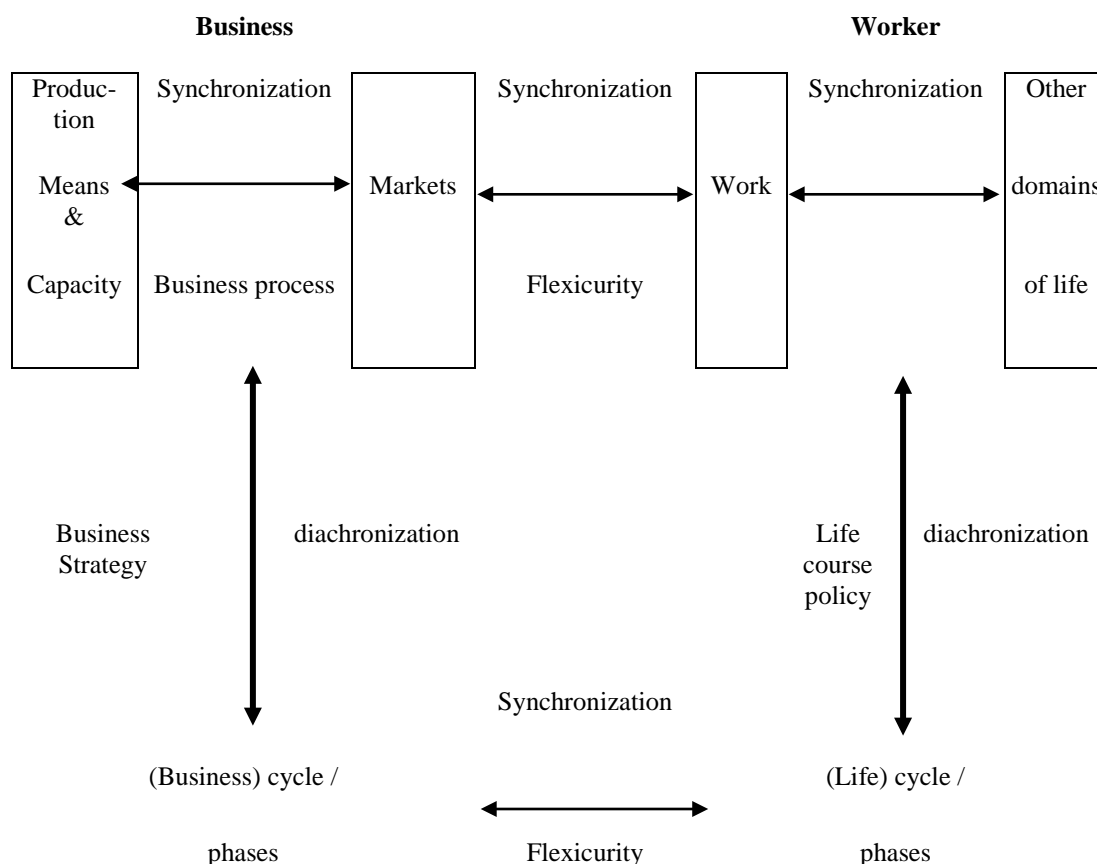 Business Worker
Produc- Synchronization Synchronization Synchronization Other
tion
Means Markets Work domains
&
Capacity Business process Flexicurity of life
Business diachronization Life diachronization
Strategy course
policy
Synchronization
(Business) cycle / (Life) cycle /
phases Flexicurity phases